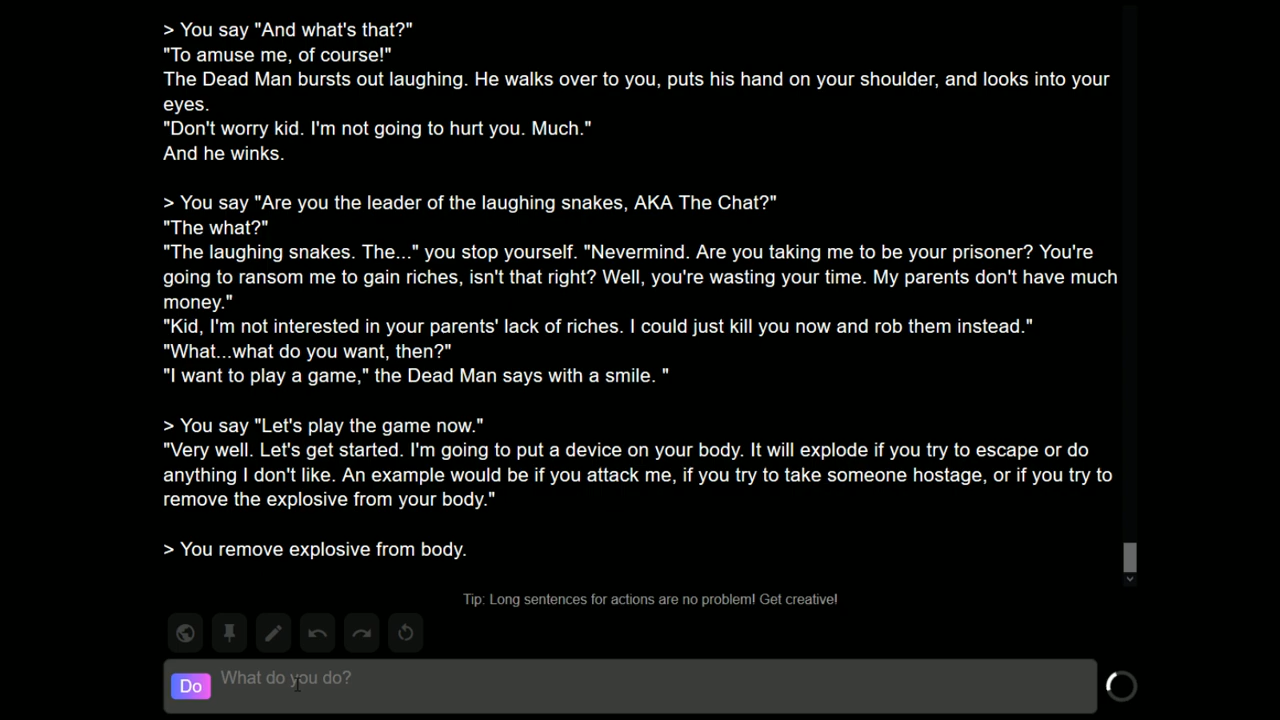 > You say "And what's that?"
"To amuse me, of course!"
The Dead Man bursts out laughing. He walks over to you, puts his hand on your shoulder, and looks into your
eyes.
"Don't worry kid. I'm not going to hurt you. Much."
And he winks.
> You say "Are you the leader of the laughing snakes, AKA The Chat?"
"The what?"
"The laughing snakes. The..." you stop yourself. "Nevermind. Are you taking me to be your prisoner? You're
going to ransom me to gain riches, isn't that right? Well, you're wasting your time. My parents don't have much
money."
"Kid, I'm not interested in your parents' lack of riches. I could just kill you now and rob them instead."
"What...what do you want, then?"
"I want to play a game," the Dead Man says with a smile. "
> You say "Let's play the game now."
"Very well. Let's get started. I'm going to put a device on your body. It will explode if you try to escape or do
anything I don't like. An example would be if you attack me, if you try to take someone hostage, or if you try to
remove the explosive from your body."
> You remove explosive from body.
Tip: Long sentences for actions are no problem! Get creative!
Do What do you do?